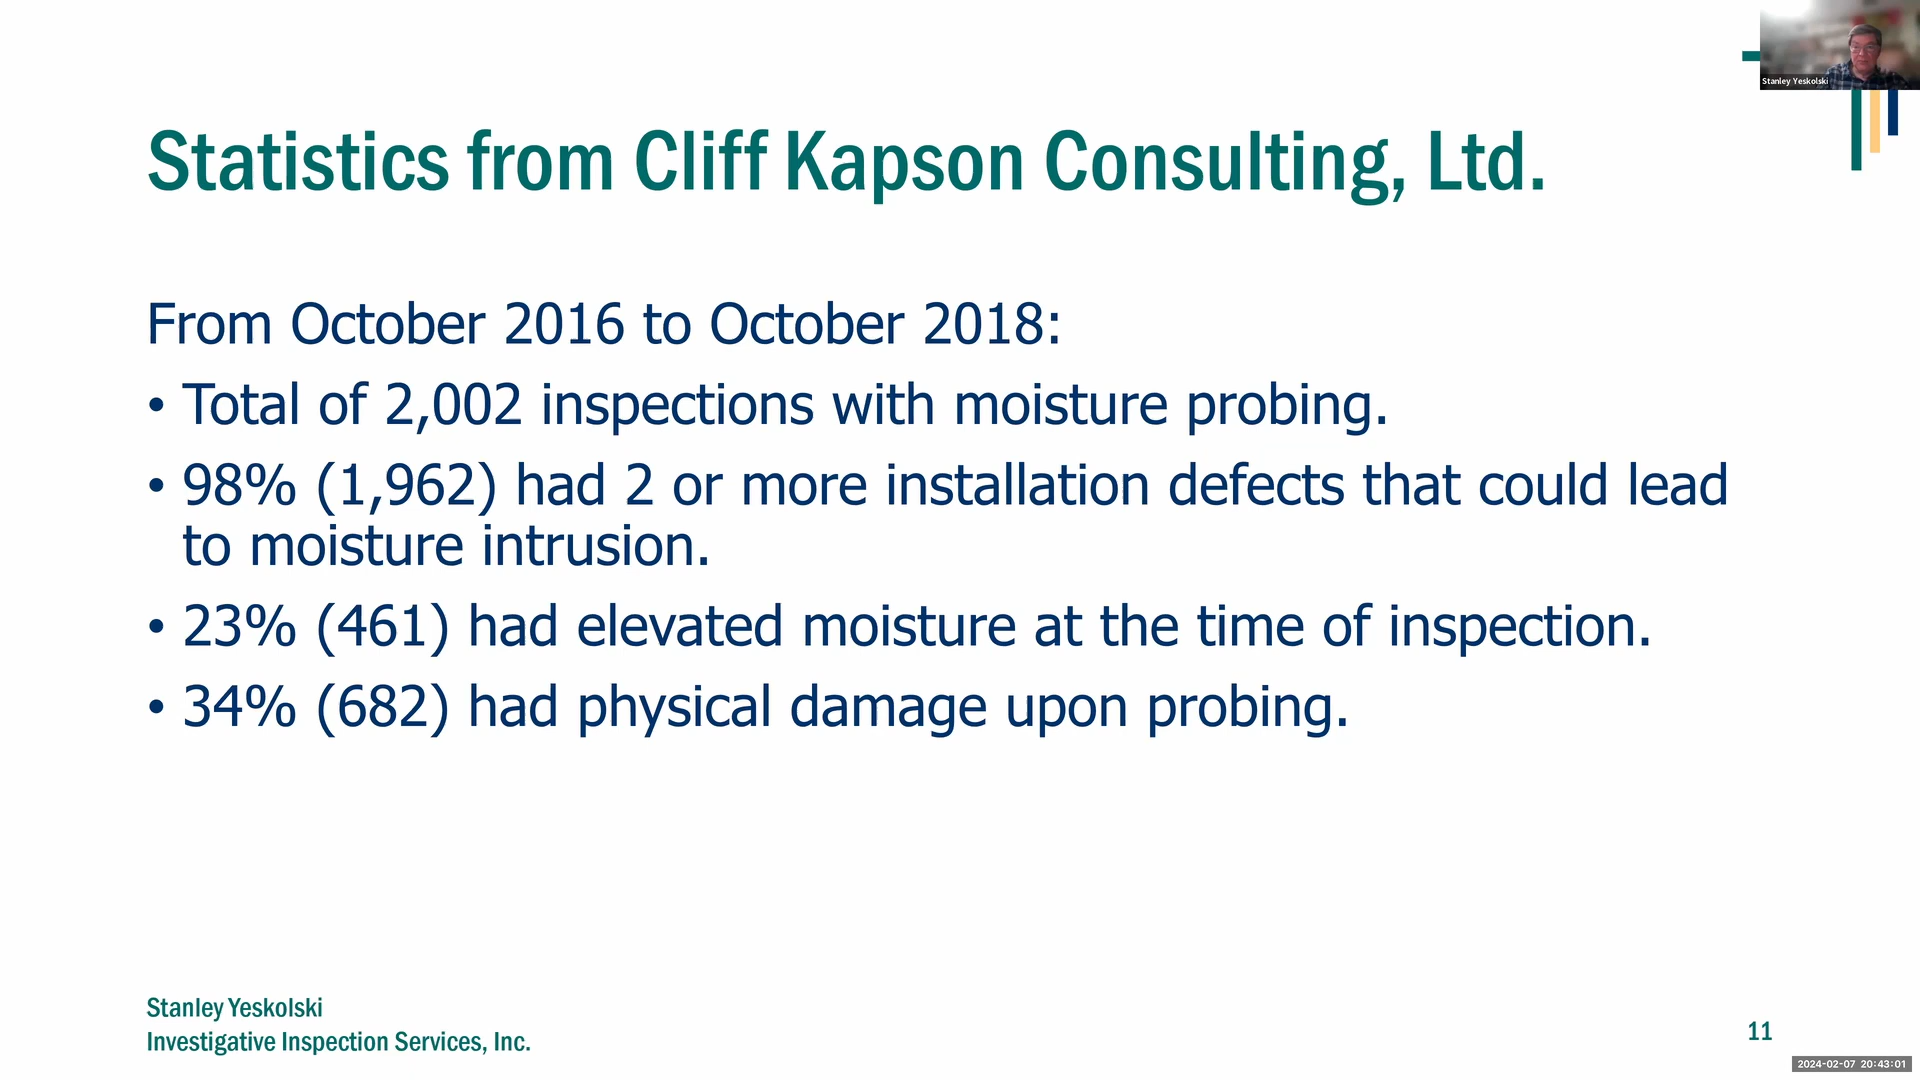 Stanley Yeskolski
Statistics from Cliff Kapson Consulting, Ltd.
From October 2016 to October 2018:
• Total of 2,002 inspections with moisture probing.
• 98% (1,962) had 2 or more installation defects that could lead
to moisture intrusion.
• 23% (461) had elevated moisture at the time of inspection.
• 34% (682) had physical damage upon probing.
Stanley Yeskolski
Investigative Inspection Services, Inc.
11
2024-02-07 20:43:01